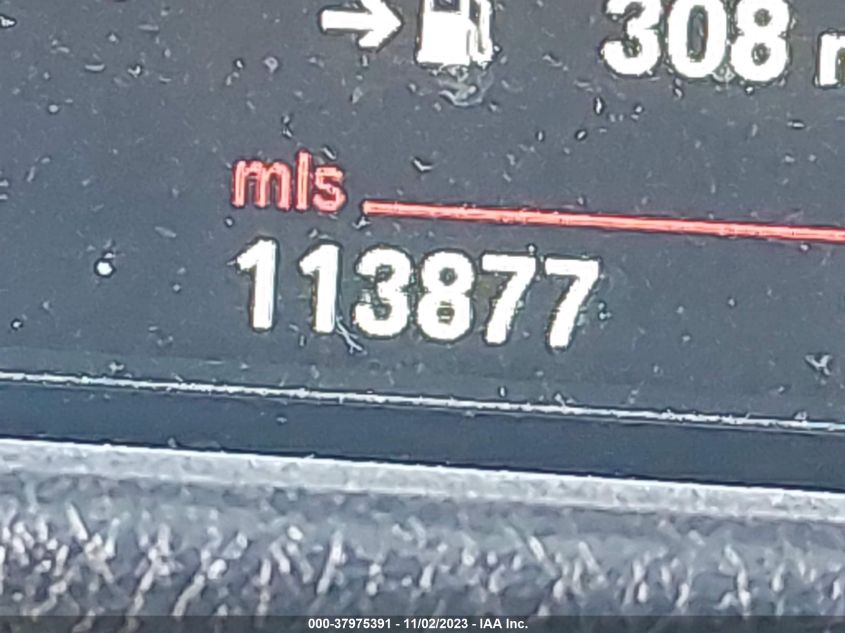 308
mls
113877
000-37975391 - 11/02/2023 - IAA Inc.